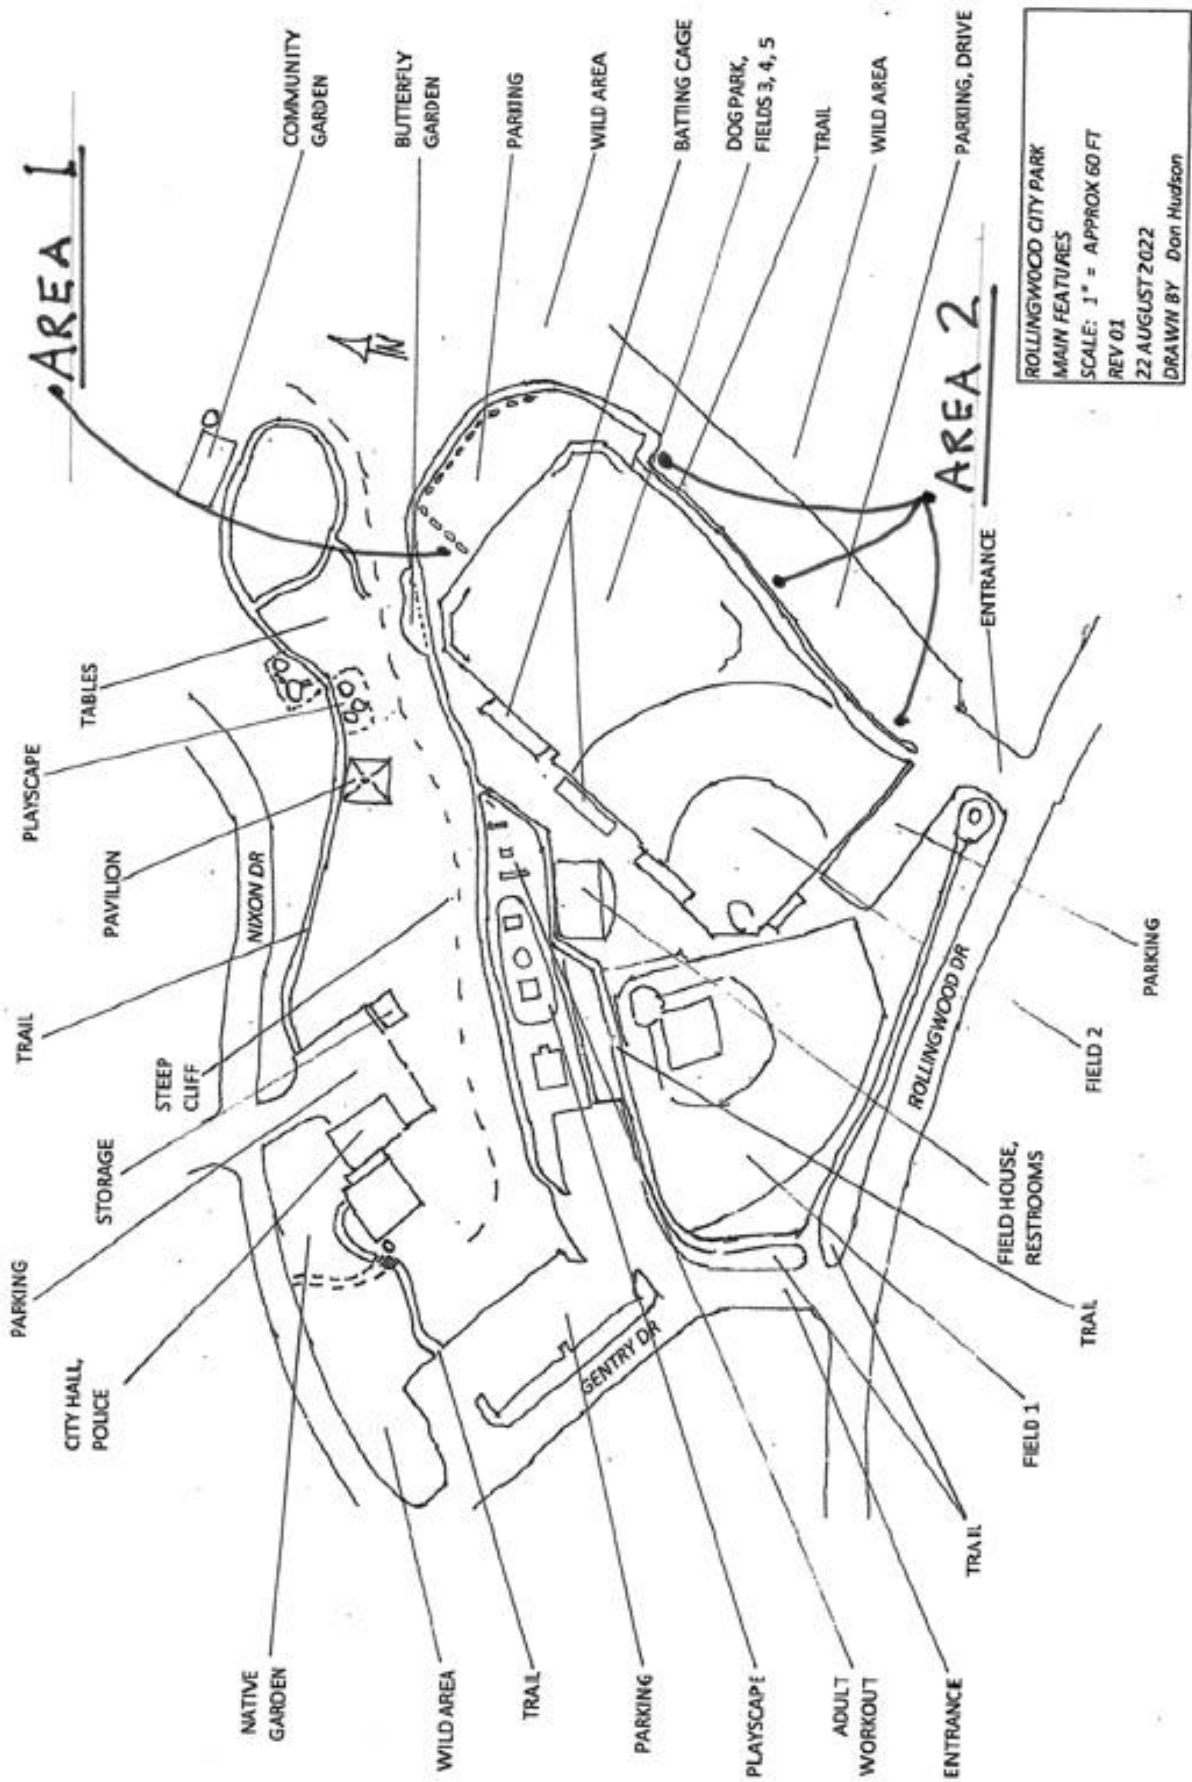 AREA 1
COMMUNITY
GARDEN
BUTTERFLY
GARDEN
PARKING
WILD AREA
BATTING CAGE
DOG PARK,
FIELDS 3, 4, 5
TRAIL
WILD AREA
PARKING, DRIVE
AREA 2
ENTRANCE
N
TABLES
PLAYSCAPE
PAVILION
NIXON DR
TRAIL
STEEP
CLIFF
STORAGE
PARKING
CITY HALL,
POLICE
NATIVE
GARDEN
WILD AREA
TRAIL
PARKING
PLAYSCAPE
ADULT
WORKOUT
ENTRANCE
GENTRY DR
TRAIL
FIELD 1
TRAIL
FIELD HOUSE,
RESTROOMS
FIELD 2
PARKING
ROLLINGWOOD DR
ROLLINGWOOD CITY PARK
MAIN FEATURES
SCALE: 1" = APPROX 60 FT
REV 01
22 AUGUST 2022
DRAWN BY Don Hudson